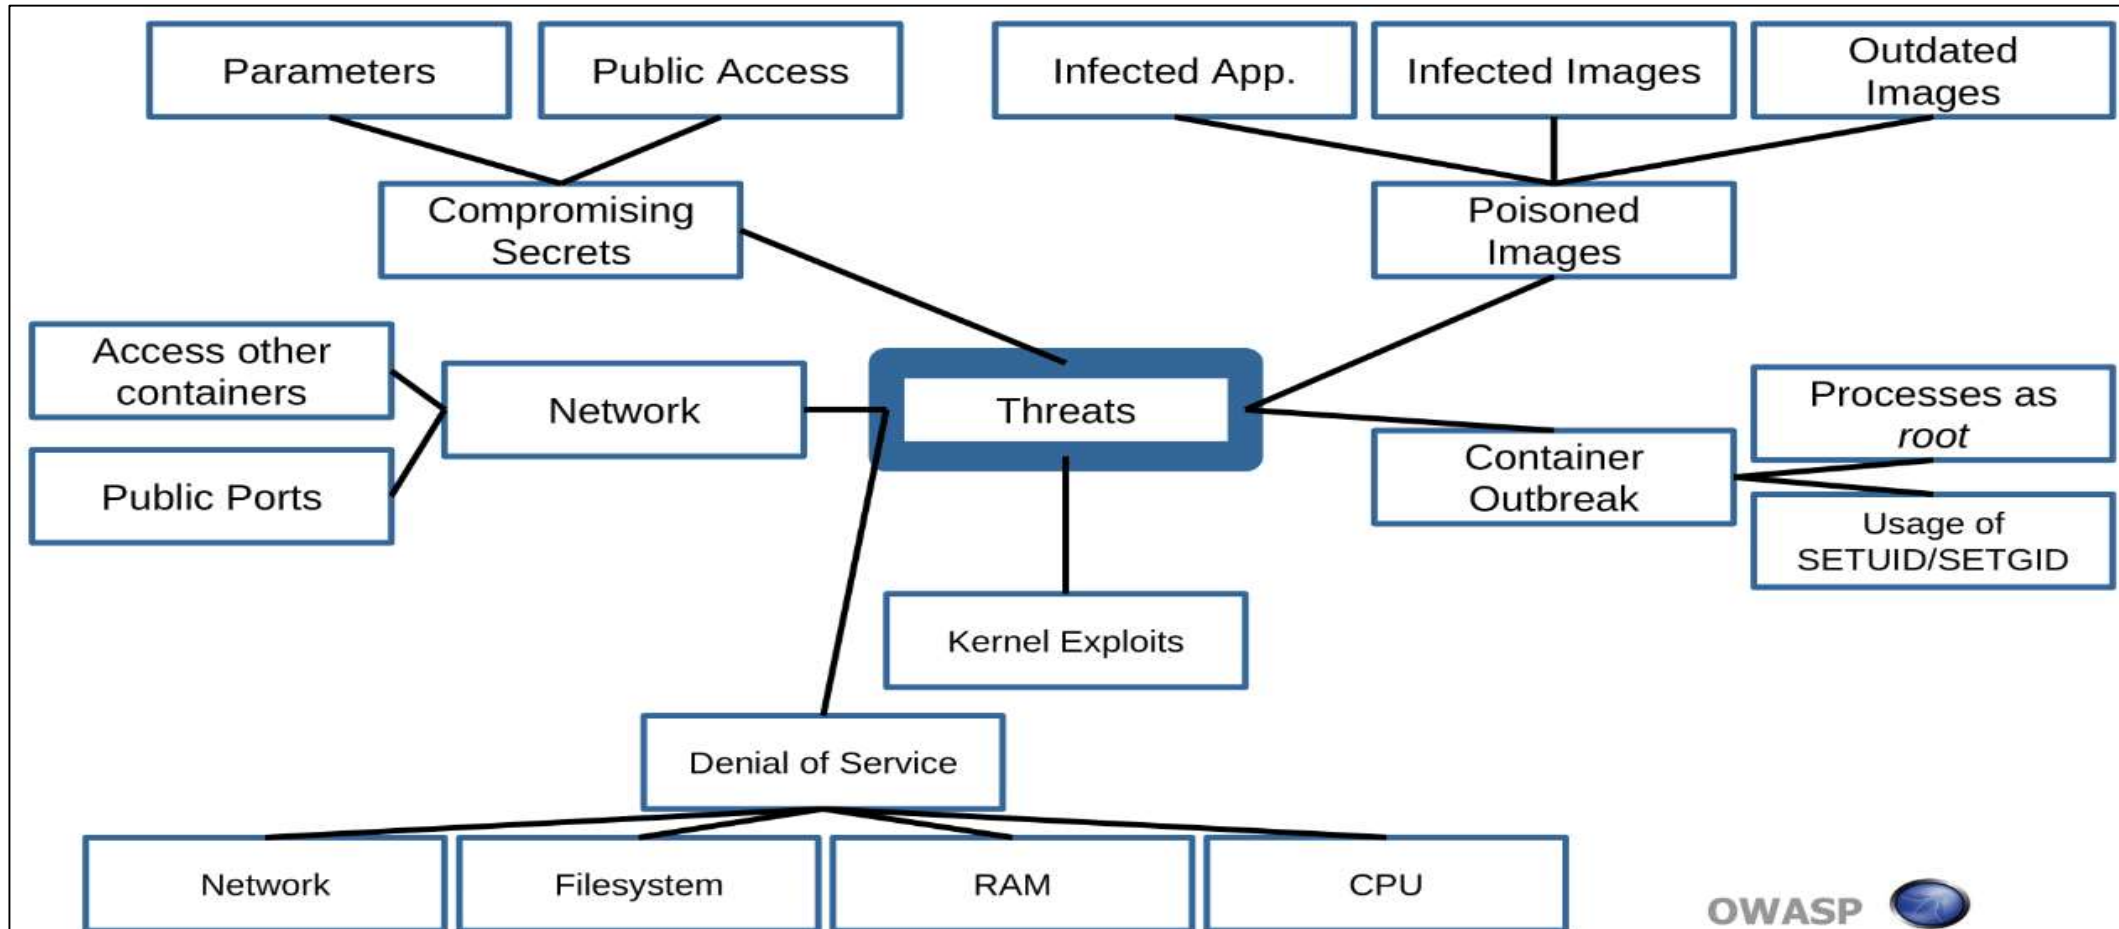 Parameters
Public Access
Infected App.
Infected Images
Outdated
Images
Compromising
Secrets
Poisoned
Images
Access other
containers
Network
Threats
Processes as
root
Public Ports
Container
Outbreak
Usage of
SETUID/SETGID
Kernel Exploits
Denial of Service
Network
Filesystem
RAM
CPU
OWASP